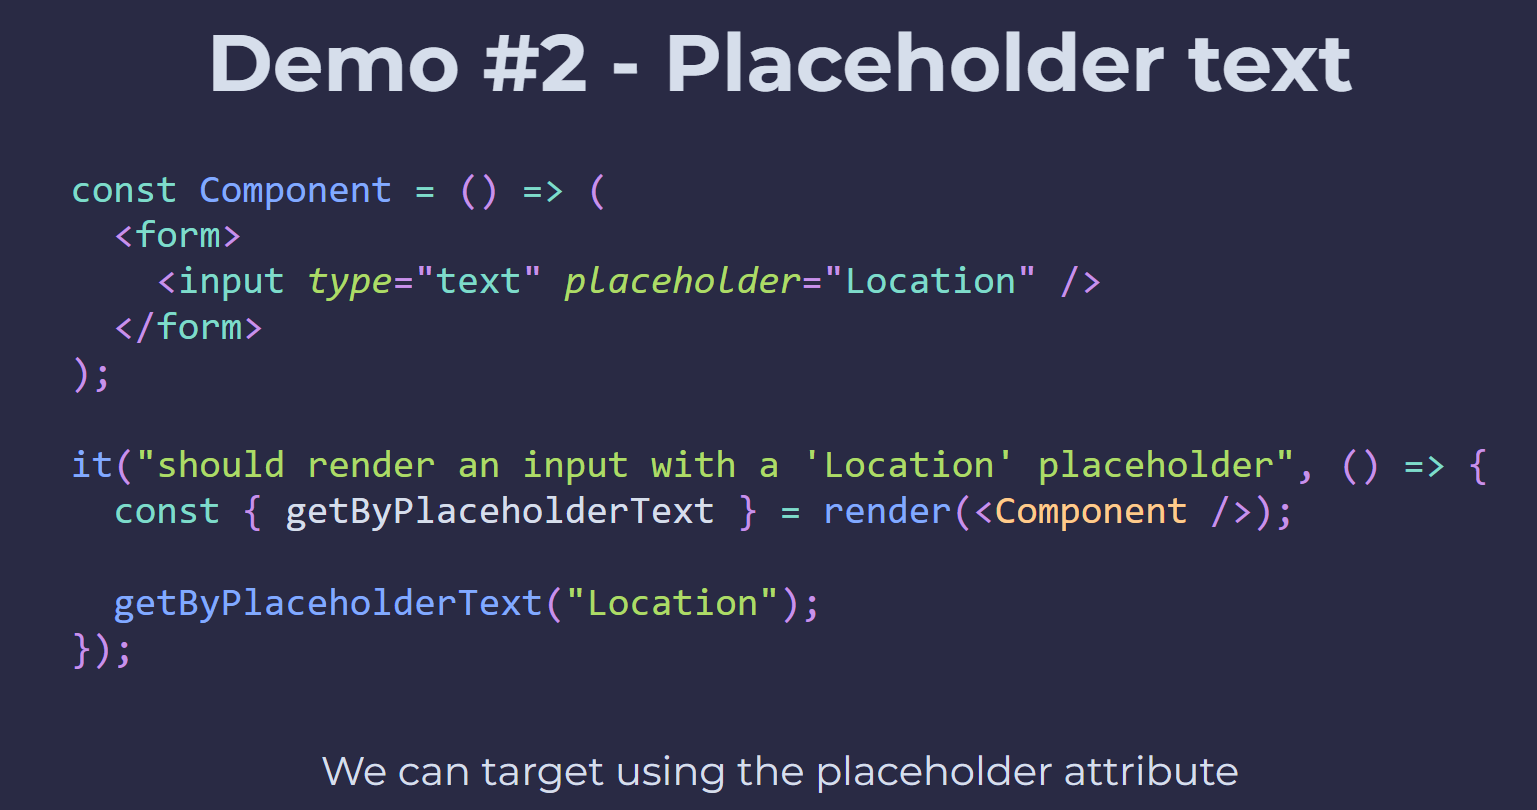 Demo #2 - Placeholder text
const Component = () => (
  <form>
    <input type="text" placeholder="Location" />
  </form>
);
it("should render an input with a 'Location' placeholder", () => {
  const { getByPlaceholderText } = render(<Component />);
  getByPlaceholderText("Location");
});
We can target using the placeholder attribute